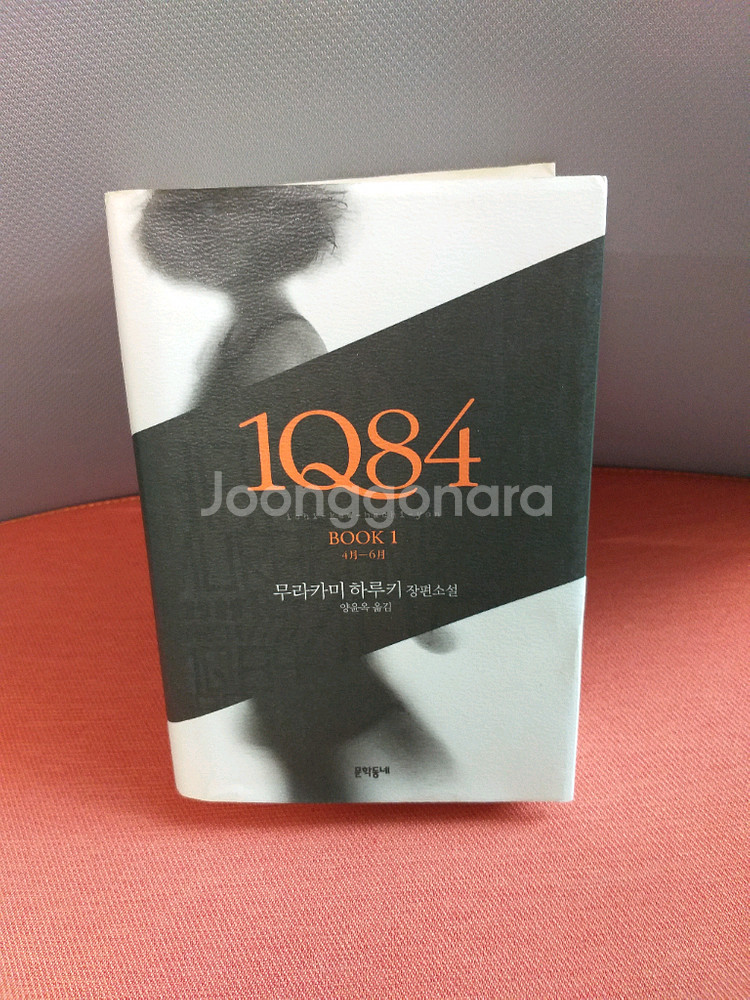 1Q84
Joonggonara
BOOK 1
4月—6月
무라카미 하루키 장편소설
양윤옥 옮김
문학동네